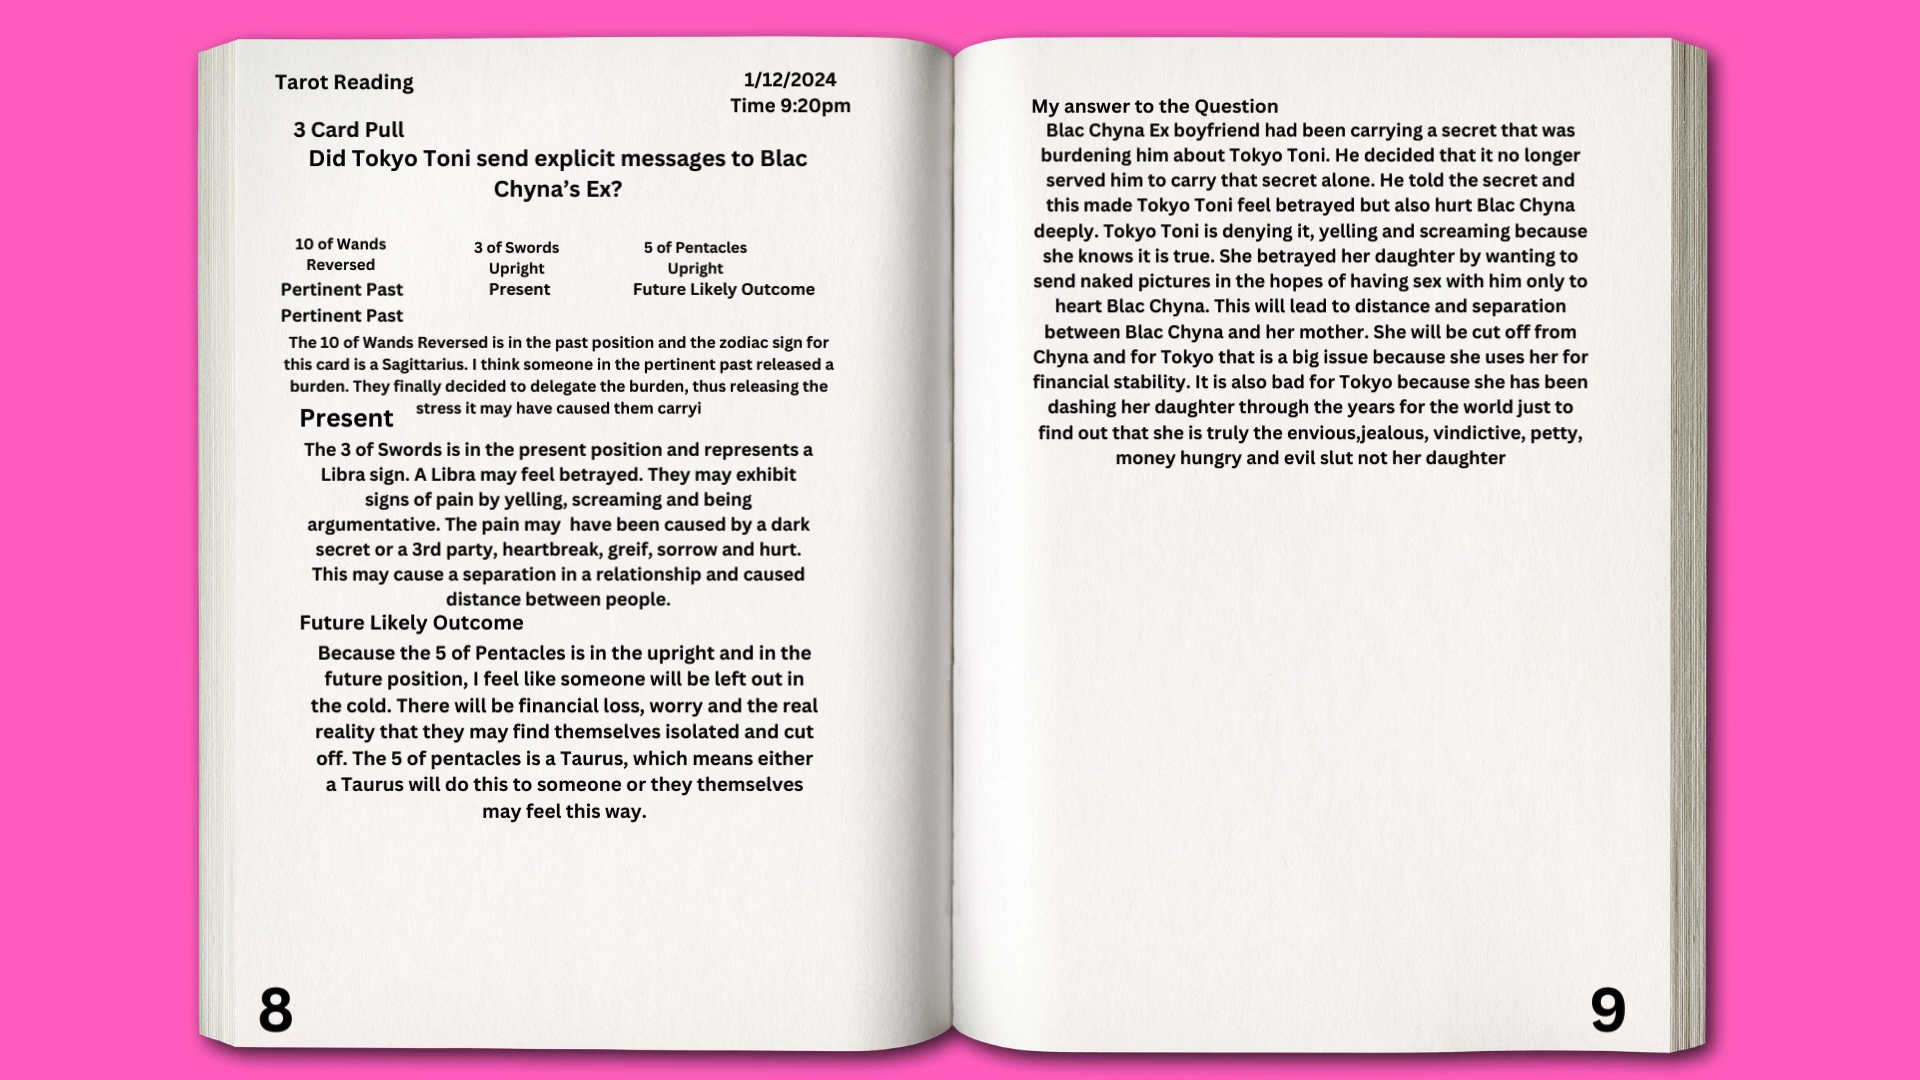 Tarot Reading
1/12/2024
Time 9:20pm
3 Card Pull
Did Tokyo Toni send explicit messages to Blac
Chyna’s Ex?
10 of Wands
Reversed
Pertinent Past
3 of Swords
Upright
Present
5 of Pentacles
Upright
Future Likely Outcome
Pertinent Past
The 10 of Wands Reversed is in the past position and the zodiac sign for
this card is a Sagittarius. I think someone in the pertinent past released a
burden. They finally decided to delegate the burden, thus releasing the
stress it may have caused them carryi
Present
The 3 of Swords is in the present position and represents a
Libra sign. A Libra may feel betrayed. They may exhibit
signs of pain by yelling, screaming and being
argumentative. The pain may  have been caused by a dark
secret or a 3rd party, heartbreak, greif, sorrow and hurt.
This may cause a separation in a relationship and caused
distance between people.
Future Likely Outcome
Because the 5 of Pentacles is in the upright and in the
future position, I feel like someone will be left out in
the cold. There will be financial loss, worry and the real
reality that they may find themselves isolated and cut
off. The 5 of pentacles is a Taurus, which means either
a Taurus will do this to someone or they themselves
may feel this way.
8
My answer to the Question
Blac Chyna Ex boyfriend had been carrying a secret that was
burdening him about Tokyo Toni. He decided that it no longer
served him to carry that secret alone. He told the secret and
this made Tokyo Toni feel betrayed but also hurt Blac Chyna
deeply. Tokyo Toni is denying it, yelling and screaming because
she knows it is true. She betrayed her daughter by wanting to
send naked pictures in the hopes of having sex with him only to
heart Blac Chyna. This will lead to distance and separation
between Blac Chyna and her mother. She will be cut off from
Chyna and for Tokyo that is a big issue because she uses her for
financial stability. It is also bad for Tokyo because she has been
dashing her daughter through the years for the world just to
find out that she is truly the envious,jealous, vindictive, petty,
money hungry and evil slut not her daughter
9